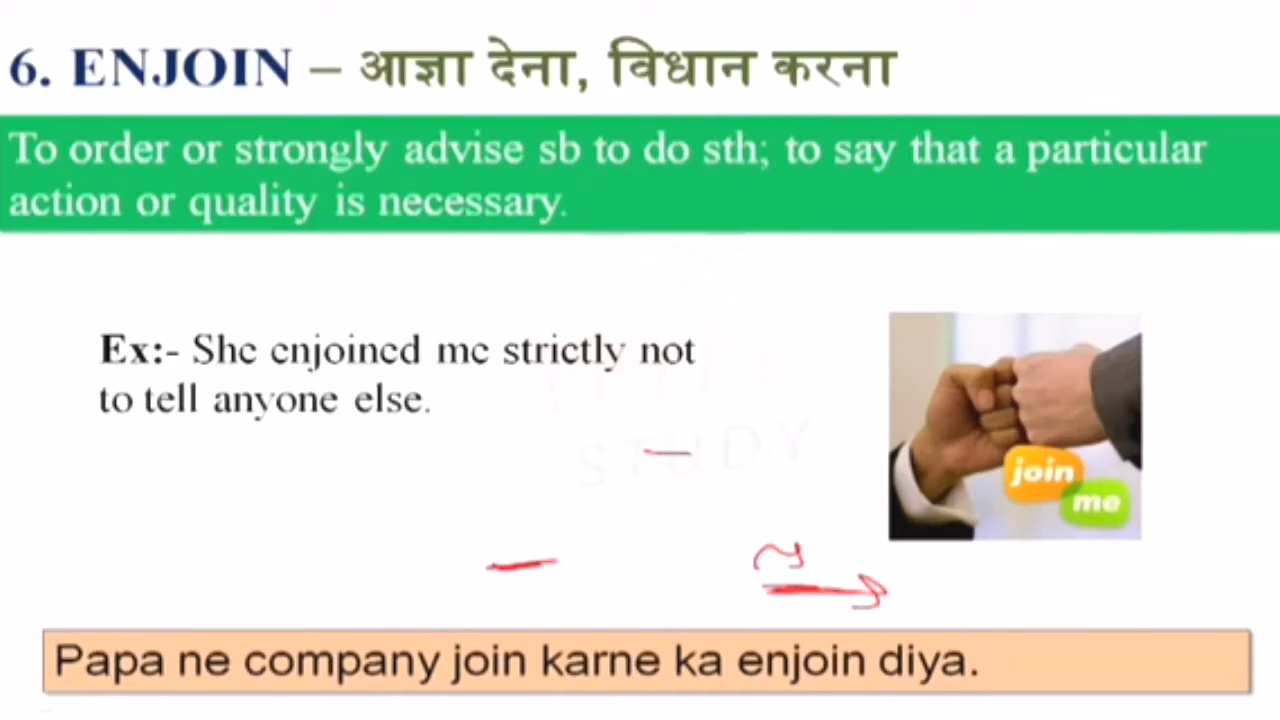 6. ENJOIN – आज्ञा देना, विधान करना
To order or strongly advise sb to do sth; to say that a particular
action or quality is necessary.
Ex:- She enjoined me strictly not
to tell anyone else.
STUDY
join
me
Papa ne company join karne ka enjoin diya.